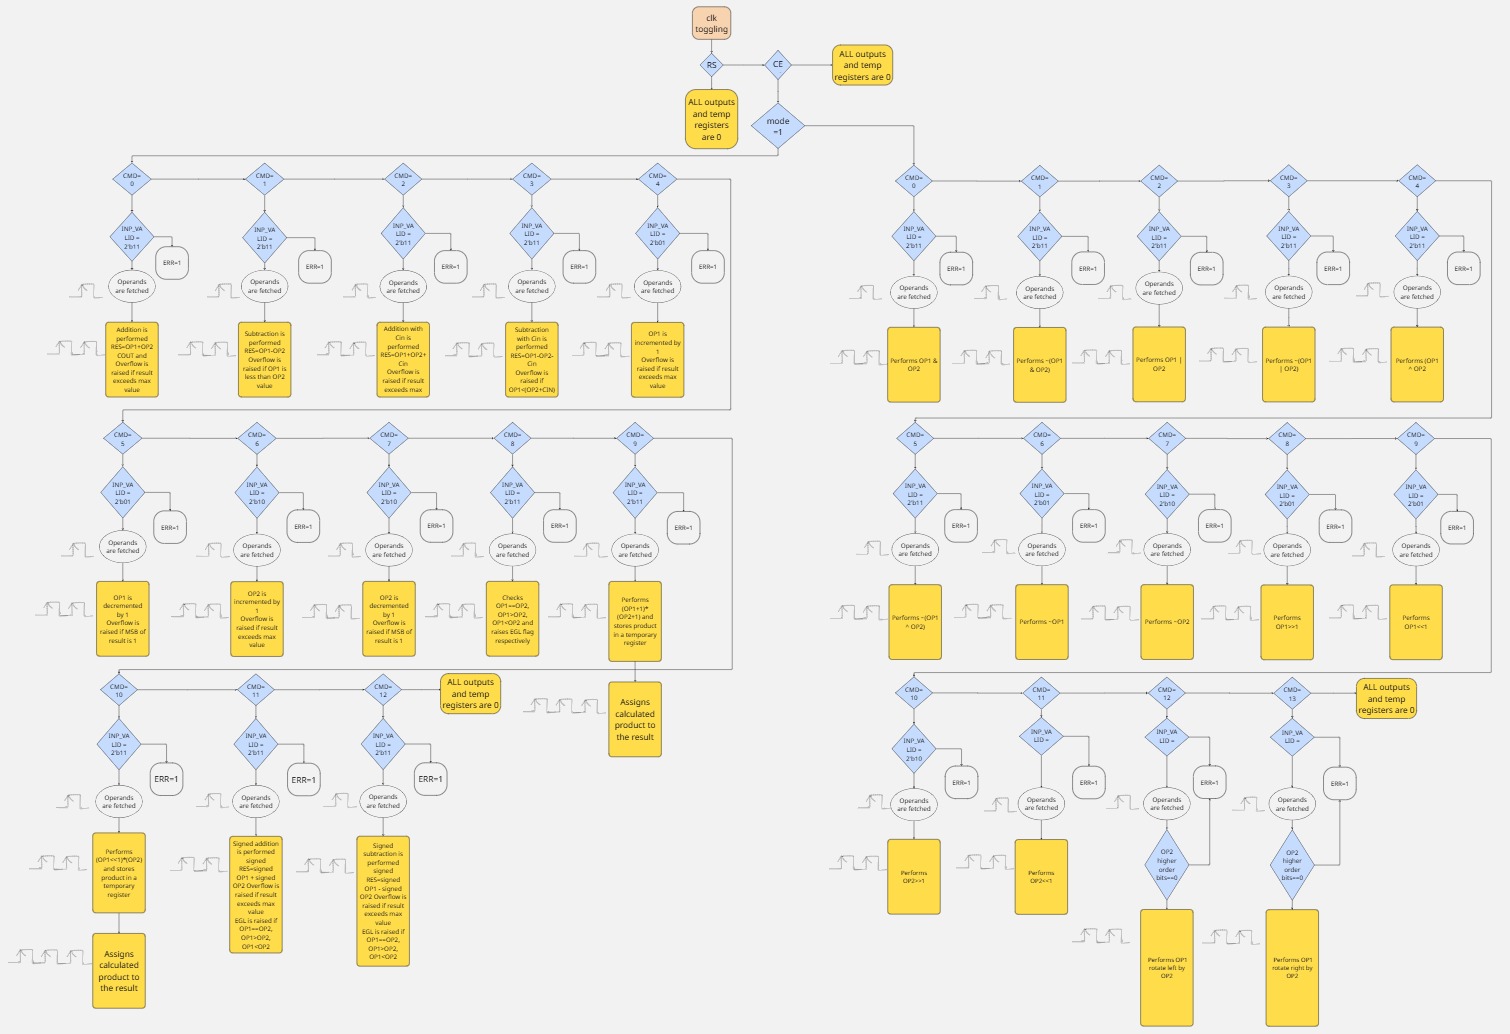 clk
toggling
RS
CE
ALL outputs
and temp
registers are 0
ALL outputs
and temp
registers
are 0
mode
=1
CMD=
0
CMD=
1
CMD=
2
CMD=
3
CMD=
4
INP_VA
LID =
2'b11
ERR=1
INP_VA
LID =
2'b11
ERR=1
INP_VA
LID =
2'b11
ERR=1
INP_VA
LID =
2'b11
ERR=1
INP_VA
LID =
2'b01
ERR=1
Operands
are fetched
Operands
are fetched
Operands
are fetched
Operands
are fetched
Operands
are fetched
Addition is
performed
RES=OP1+OP2
COUT and
Overflow is
raised if result
exceeds max
value
Subtraction is
performed
RES=OP1-OP2
Overflow is
raised if OP1 is
less than OP2
value
Addition with
Cin is
performed
RES=OP1+OP2+
Cin
Overflow is
raised if result
exceeds max
Subtraction
with Cin is
performed
RES=OP1-OP2-
Cin
Overflow is
raised if
OP1<(OP2+CIN)
OP1 is
incremented by
1
Overflow is
raised if result
exceeds max
value
CMD=
0
CMD=
1
CMD=
2
CMD=
3
CMD=
4
INP_VA
LID =
2'b11
ERR=1
INP_VA
LID =
2'b11
ERR=1
INP_VA
LID =
2'b11
ERR=1
INP_VA
LID =
2'b11
ERR=1
INP_VA
LID =
2'b11
ERR=1
Operands
are fetched
Operands
are fetched
Operands
are fetched
Operands
are fetched
Operands
are fetched
Performs OP1 &
OP2
Performs ~(OP1
& OP2)
Performs OP1 |
OP2
Performs ~(OP1
| OP2)
Performs (OP1
^ OP2
CMD=
5
CMD=
6
CMD=
7
CMD=
8
CMD=
9
INP_VA
LID =
2'b01
ERR=1
INP_VA
LID =
2'b10
ERR=1
INP_VA
LID =
2'b10
ERR=1
INP_VA
LID =
2'b11
ERR=1
INP_VA
LID =
2'b11
ERR=1
Operands
are fetched
Operands
are fetched
Operands
are fetched
Operands
are fetched
Operands
are fetched
OP1 is
decremented
by 1
Overflow is
raised if MSB of
result is 1
OP2 is
incremented by
1
Overflow is
raised if result
exceeds max
value
OP2 is
decremented
by 1
Overflow is
raised if MSB of
result is 1
Checks
OP1==OP2,
OP1>OP2,
OP1<OP2 and
raises EGL flag
respectively
Performs
(OP1+1)*
(OP2+1) and
stores product
in a temporary
register
Assigns
calculated
product to
the result
CMD=
5
CMD=
6
CMD=
7
CMD=
8
CMD=
9
INP_VA
LID =
2'b11
ERR=1
INP_VA
LID =
2'b01
ERR=1
INP_VA
LID =
2'b10
ERR=1
INP_VA
LID =
2'b01
ERR=1
INP_VA
LID =
2'b01
ERR=1
Operands
are fetched
Operands
are fetched
Operands
are fetched
Operands
are fetched
Operands
are fetched
Performs ~(OP1
^ OP2)
Performs ~OP1
Performs ~OP2
Performs
OP1>>1
Performs
OP1<<1
CMD=
10
CMD=
11
CMD=
12
ALL outputs
and temp
registers are 0
INP_VA
LID =
2'b11
ERR=1
INP_VA
LID =
2'b11
ERR=1
INP_VA
LID =
2'b11
ERR=1
Operands
are fetched
Operands
are fetched
Operands
are fetched
Performs
(OP1<<1)*(OP2)
and stores
product in a
temporary
register
Assigns
calculated
product to
the result
Signed addition
is performed
signed
RES=signed
OP1 + signed
OP2 Overflow is
raised if result
exceeds max
value
EGL is raised if
OP1==OP2,
OP1>OP2,
OP1<OP2
Signed
subtraction is
performed
signed
RES=signed
OP1 - signed
OP2 Overflow is
raised if result
exceeds max
value
EGL is raised if
OP1==OP2,
OP1>OP2,
OP1<OP2
CMD=
10
CMD=
11
CMD=
12
CMD=
13
ALL outputs
and temp
registers are 0
INP_VA
LID =
2'b10
ERR=1
INP_VA
LID =
ERR=1
INP_VA
LID =
ERR=1
INP_VA
LID =
ERR=1
Operands
are fetched
Operands
are fetched
Operands
are fetched
Operands
are fetched
Performs
OP2>>1
Performs
OP2<<1
OP2
higher
order
bits==0
OP2
higher
order
bits==0
Performs OP1
rotate left by
OP2
Performs OP1
rotate right by
OP2